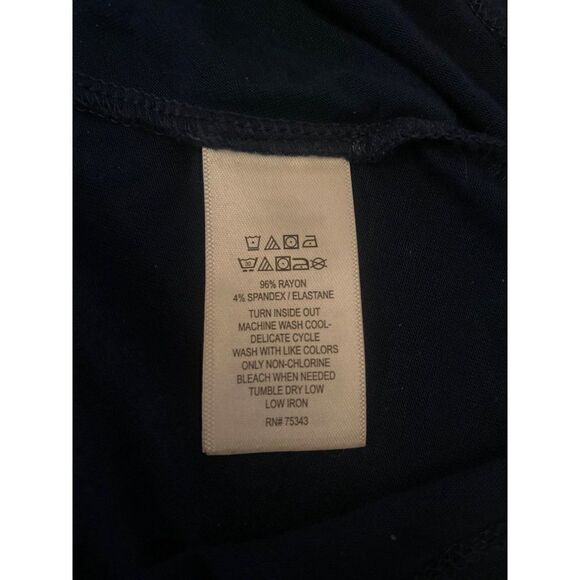 30
96% RAYON
4% SPANDEX / ELASTANE
TURN INSIDE OUT
MACHINE WASH COOL-
DELICATE CYCLE
WASH WITH LIKE COLORS
ONLY NON-CHLORINE
BLEACH WHEN NEEDED
TUMBLE DRY LOW
LOW IRON
RN# 75343